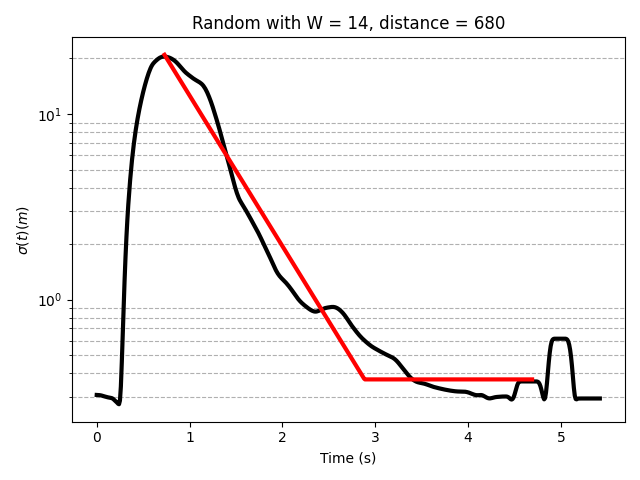 Random with W = 14, distance = 680
σ(t)(m)
10¹
10⁰
0 1 2 3 4 5
Time (s)